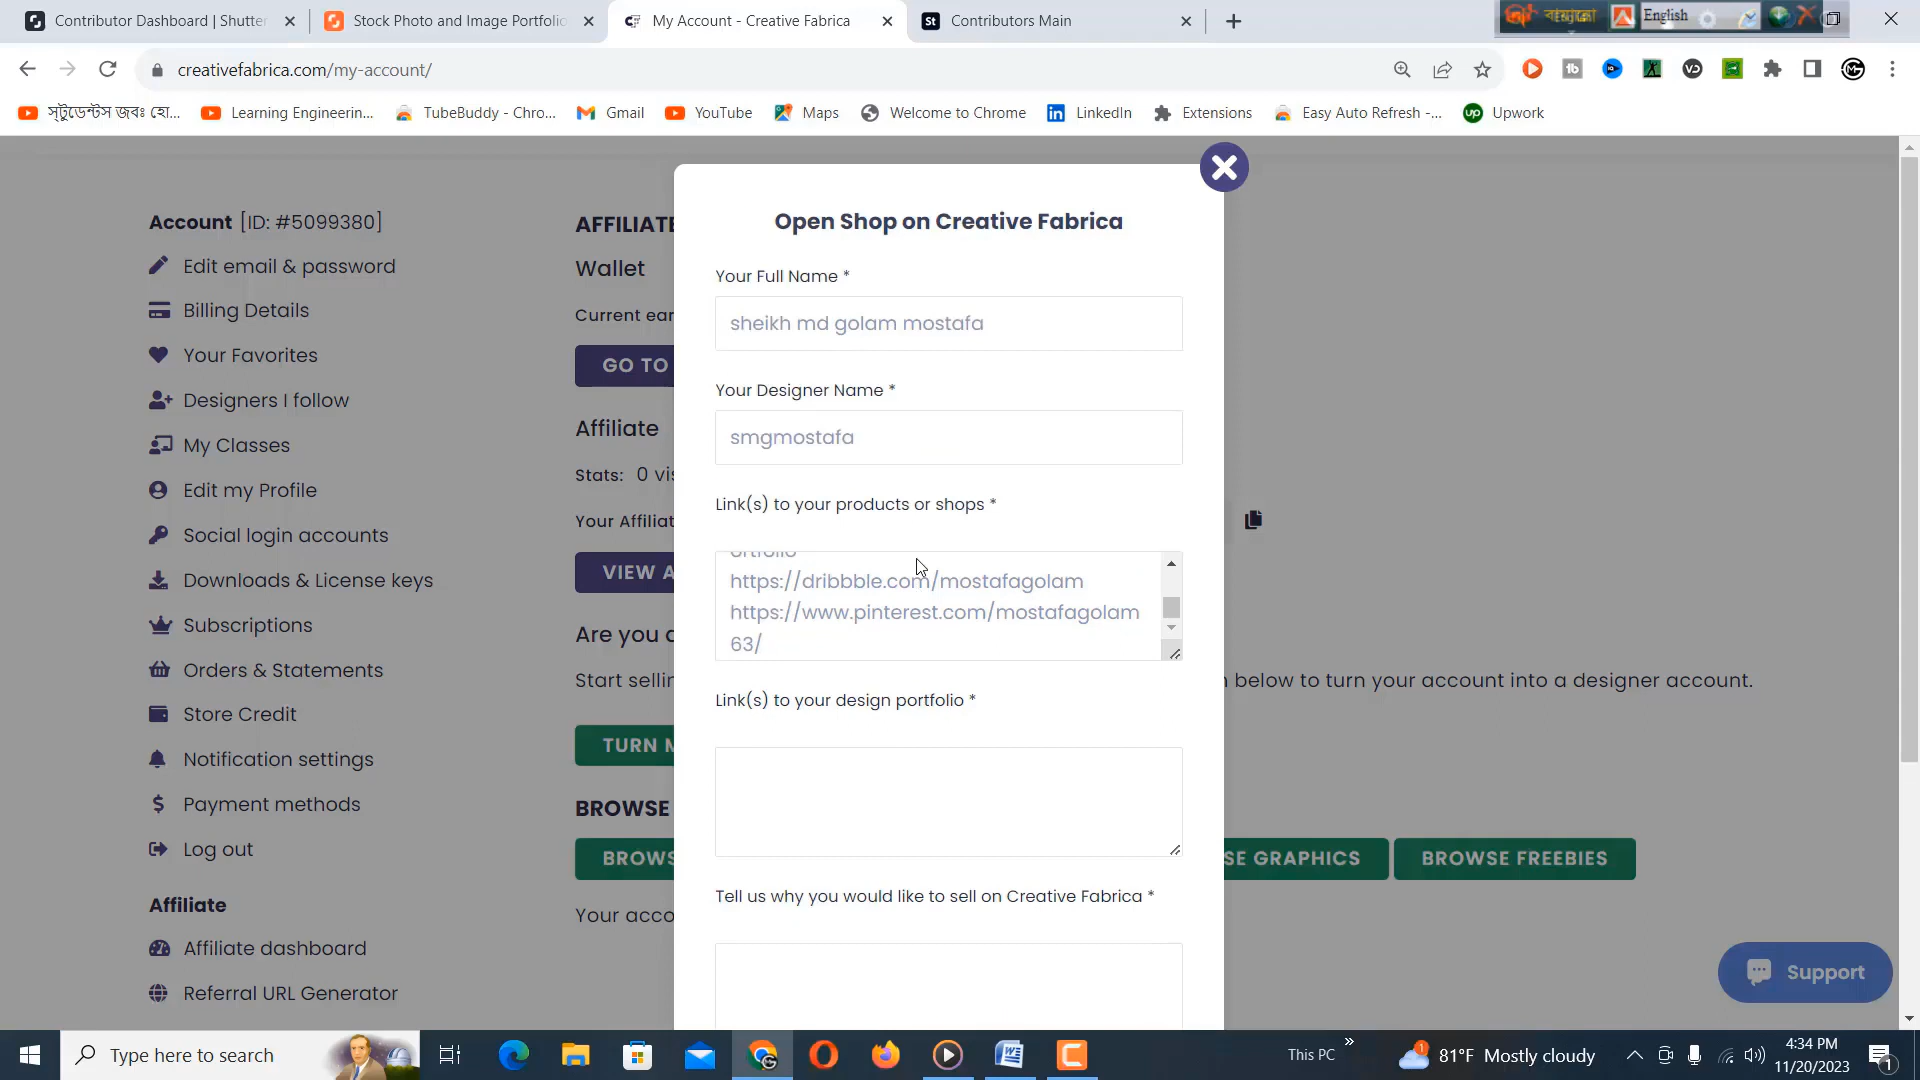 Contributor Dashboard | Shutter
Stock Photo and Image Portfolio
My Account - Creative Fabrica
Contributors Main
English
creativefabrica.com/my-account/
স্টুডেন্টস জবঃ হো...
Learning Engineerin...
TubeBuddy - Chro...
Gmail
YouTube
Maps
Welcome to Chrome
LinkedIn
Extensions
Easy Auto Refresh -...
Upwork
Account [ID: #5099380]
Edit email & password
Billing Details
Your Favorites
Designers I follow
My Classes
Edit my Profile
Social login accounts
Downloads & License keys
Subscriptions
Orders & Statements
Store Credit
Notification settings
Payment methods
Log out
Affiliate
Affiliate dashboard
Referral URL Generator
AFFILIATE
Wallet
Current ear
GO TO
Affiliate
Stats: 0 vis
Your Affiliat
VIEW A
Are you a
Start sellin
below to turn your account into a designer account.
TURN M
BROWSE
BROWS
SE GRAPHICS
BROWSE FREEBIES
Your acco
Open Shop on Creative Fabrica
Your Full Name *
sheikh md golam mostafa
Your Designer Name *
smgmostafa
Link(s) to your products or shops *
ortfolio
https://dribbble.com/mostafagolam
https://www.pinterest.com/mostafagolam
63/
Link(s) to your design portfolio *
Tell us why you would like to sell on Creative Fabrica *
Support
Type here to search
This PC
81°F Mostly cloudy
4:34 PM
11/20/2023